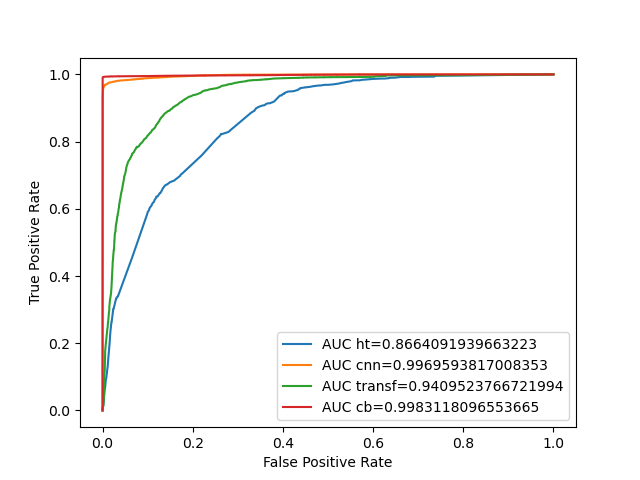 1.0
0.8
0.6
0.4
0.2
0.0
True Positive Rate
AUC ht=0.8664091939663223
AUC cnn=0.9969593817008353
AUC transf=0.9409523766721994
AUC cb=0.9983118096553665
0.0 0.2 0.4 0.6 0.8 1.0
False Positive Rate